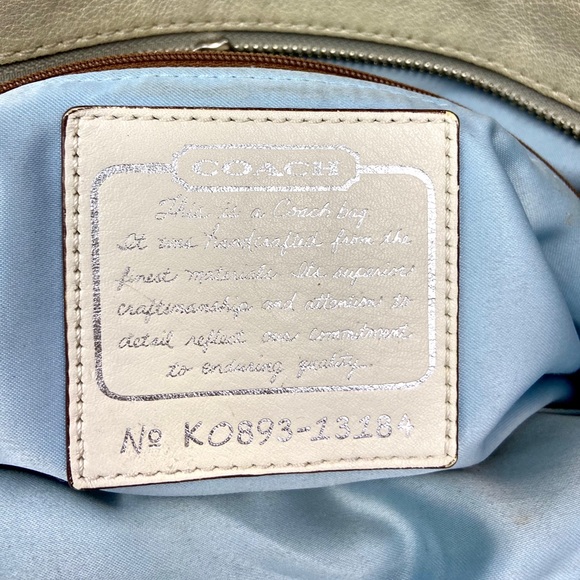 COACH
This is a Coach bag.
It was handcrafted from the
finest materials. Its superior
craftsmanship and attention to
detail reflect our commitment
to enduring quality.
Nº K0893-13184